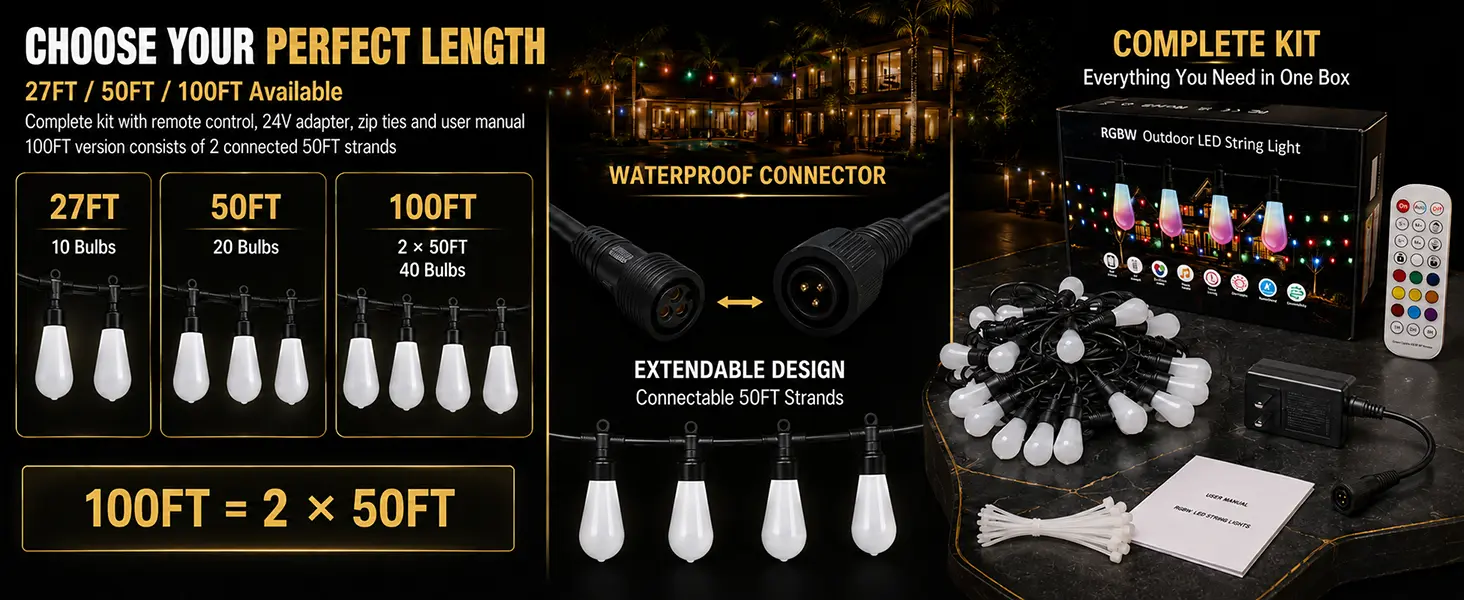 CHOOSE YOUR PERFECT LENGTH
27FT / 50FT / 100FT Available
Complete kit with remote control, 24V adapter, zip ties and user manual
100FT version consists of 2 connected 50FT strands
27FT
10 Bulbs
50FT
20 Bulbs
100FT
2 × 50FT
40 Bulbs
100FT = 2 × 50FT
WATERPROOF CONNECTOR
EXTENDABLE DESIGN
Connectable 50FT Strands
COMPLETE KIT
Everything You Need in One Box
RGBW Outdoor LED String Light
On
Auto
Off
USER MANUAL
RGBW LED STRING LIGHTS